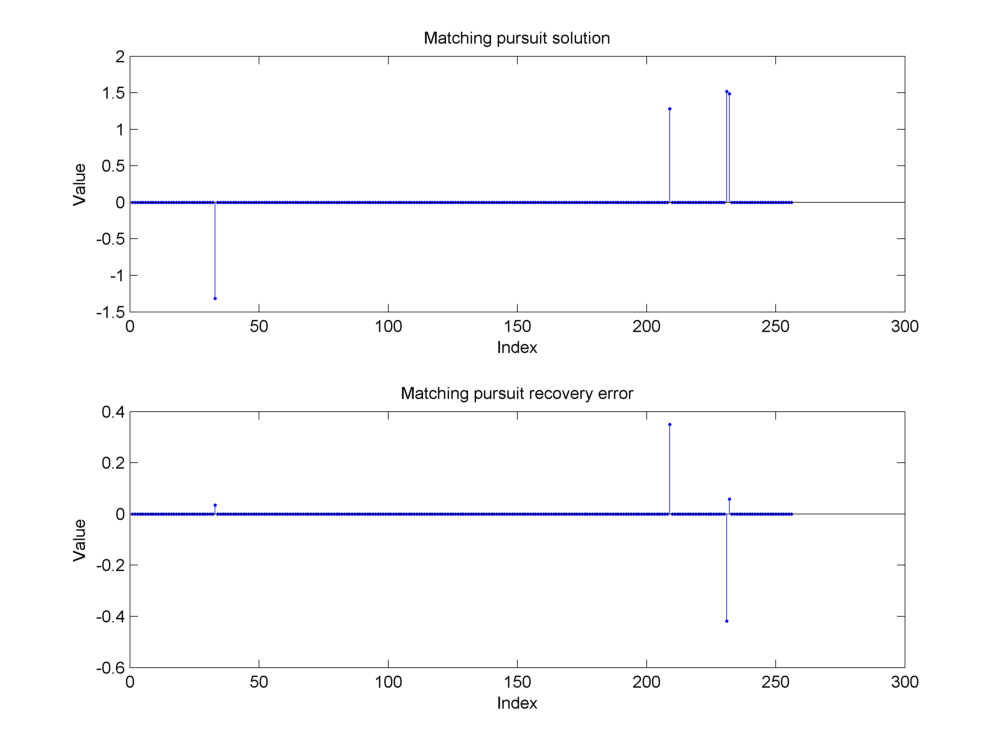 Matching pursuit solution
2
1.5
1
0.5
0
-0.5
-1
-1.5
Value
0 50 100 150 200 250 300
Index
Matching pursuit recovery error
0.4
0.2
0
-0.2
-0.4
-0.6
Value
0 50 100 150 200 250 300
Index